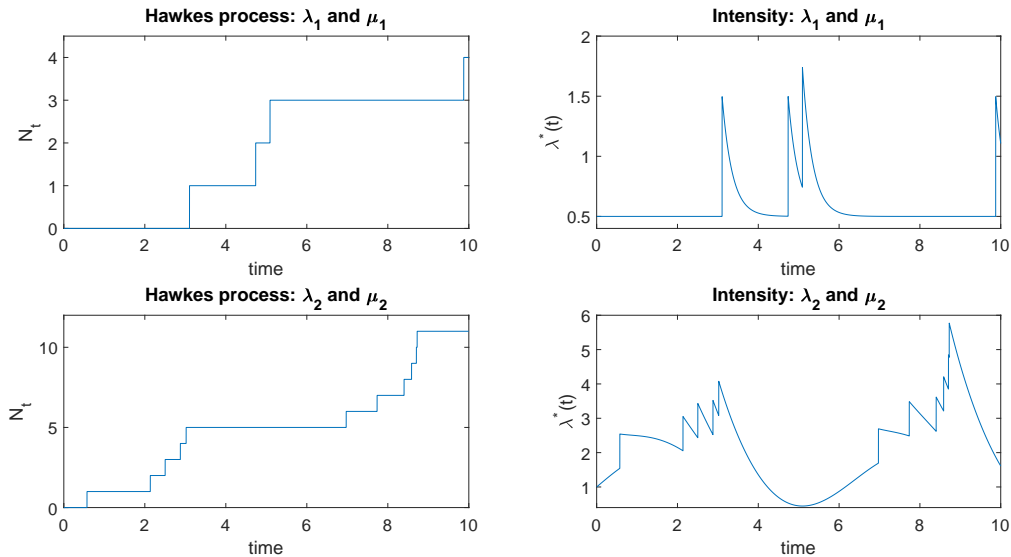 Hawkes process: λ₁ and μ₁
4
3
2
1
0
N_t
0 2 4 6 8 10
time
Intensity: λ₁ and μ₁
2
1.5
1
0.5
λ*(t)
0 2 4 6 8 10
time
Hawkes process: λ₂ and μ₂
10
5
0
N_t
0 2 4 6 8 10
time
Intensity: λ₂ and μ₂
6
5
4
3
2
1
λ*(t)
0 2 4 6 8 10
time